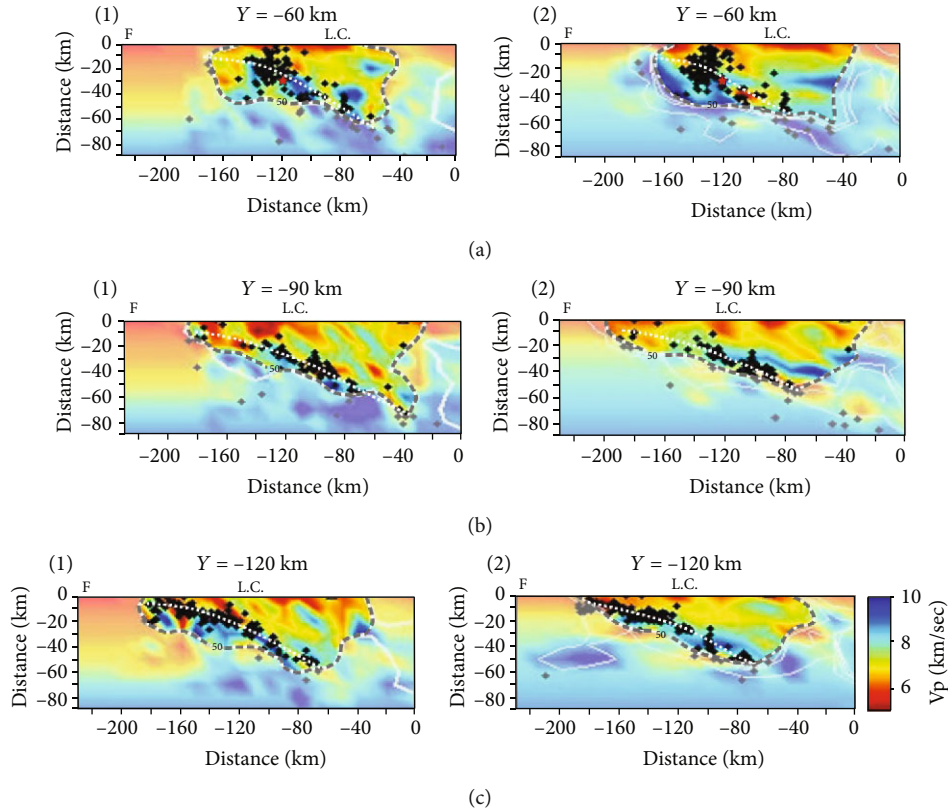 (1) Y = –60 km
F L.C.
Distance (km)
0
–20
–40
–60
–80
50
–200 –160 –120 –80 –40 0
Distance (km)
(2) Y = –60 km
F L.C.
Distance (km)
0
–20
–40
–60
–80
50
–200 –160 –120 –80 –40 0
Distance (km)
(a)
(1) Y = –90 km
F L.C.
Distance (km)
0
–20
–40
–60
–80
50
–200 –160 –120 –80 –40 0
Distance (km)
(2) Y = –90 km
F L.C.
Distance (km)
0
–20
–40
–60
–80
50
–200 –160 –120 –80 –40 0
Distance (km)
(b)
(1) Y = –120 km
F L.C.
Distance (km)
0
–20
–40
–60
–80
50
–200 –160 –120 –80 –40 0
Distance (km)
(2) Y = –120 km
F L.C.
Distance (km)
0
–20
–40
–60
–80
50
–200 –160 –120 –80 –40 0
Distance (km)
10
8
6
Vp (km/sec)
(c)